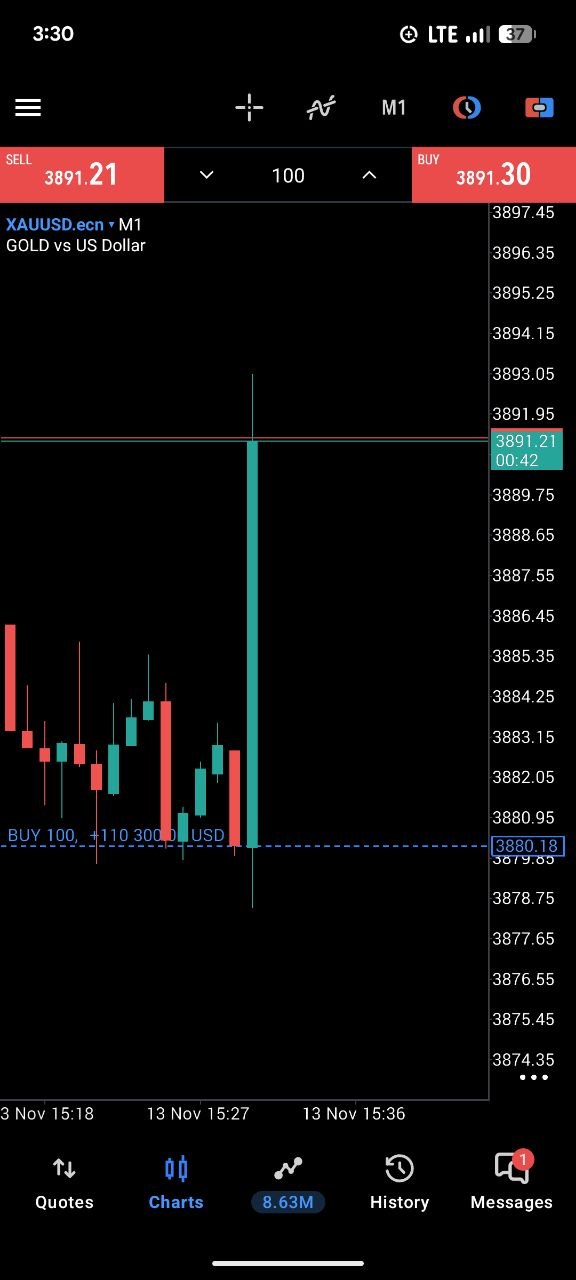 3:30
LTE
37
M1
SELL
3891.21
100
BUY
3891.30
XAUUSD.ecn M1
GOLD vs US Dollar
3897.45
3896.35
3895.25
3894.15
3893.05
3891.95
3891.21
00:42
3889.75
3888.65
3887.55
3886.45
3885.35
3884.25
3883.15
3882.05
3880.95
BUY 100, +110 300.00 USD
3880.18
3879.85
3878.75
3877.65
3876.55
3875.45
3874.35
3 Nov 15:18
13 Nov 15:27
13 Nov 15:36
1
Quotes
Charts
8.63M
History
Messages